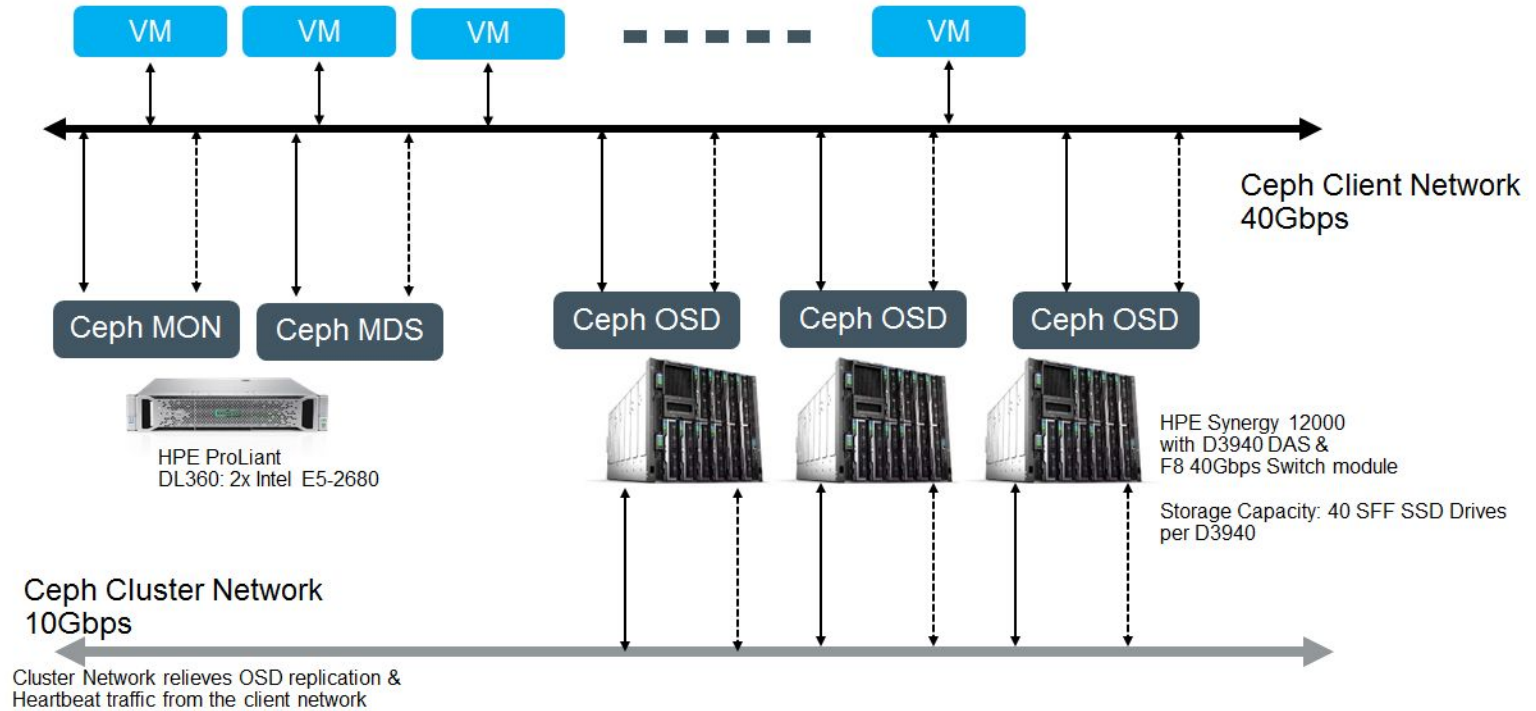 VM
VM
VM
VM
Ceph Client Network
40Gbps
Ceph MON
Ceph MDS
Ceph OSD
Ceph OSD
Ceph OSD
HPE ProLiant
DL360: 2x Intel E5-2680
HPE Synergy 12000
with D3940 DAS &
F8 40Gbps Switch module
Storage Capacity: 40 SFF SSD Drives
per D3940
Ceph Cluster Network
10Gbps
Cluster Network relieves OSD replication &
Heartbeat traffic from the client network